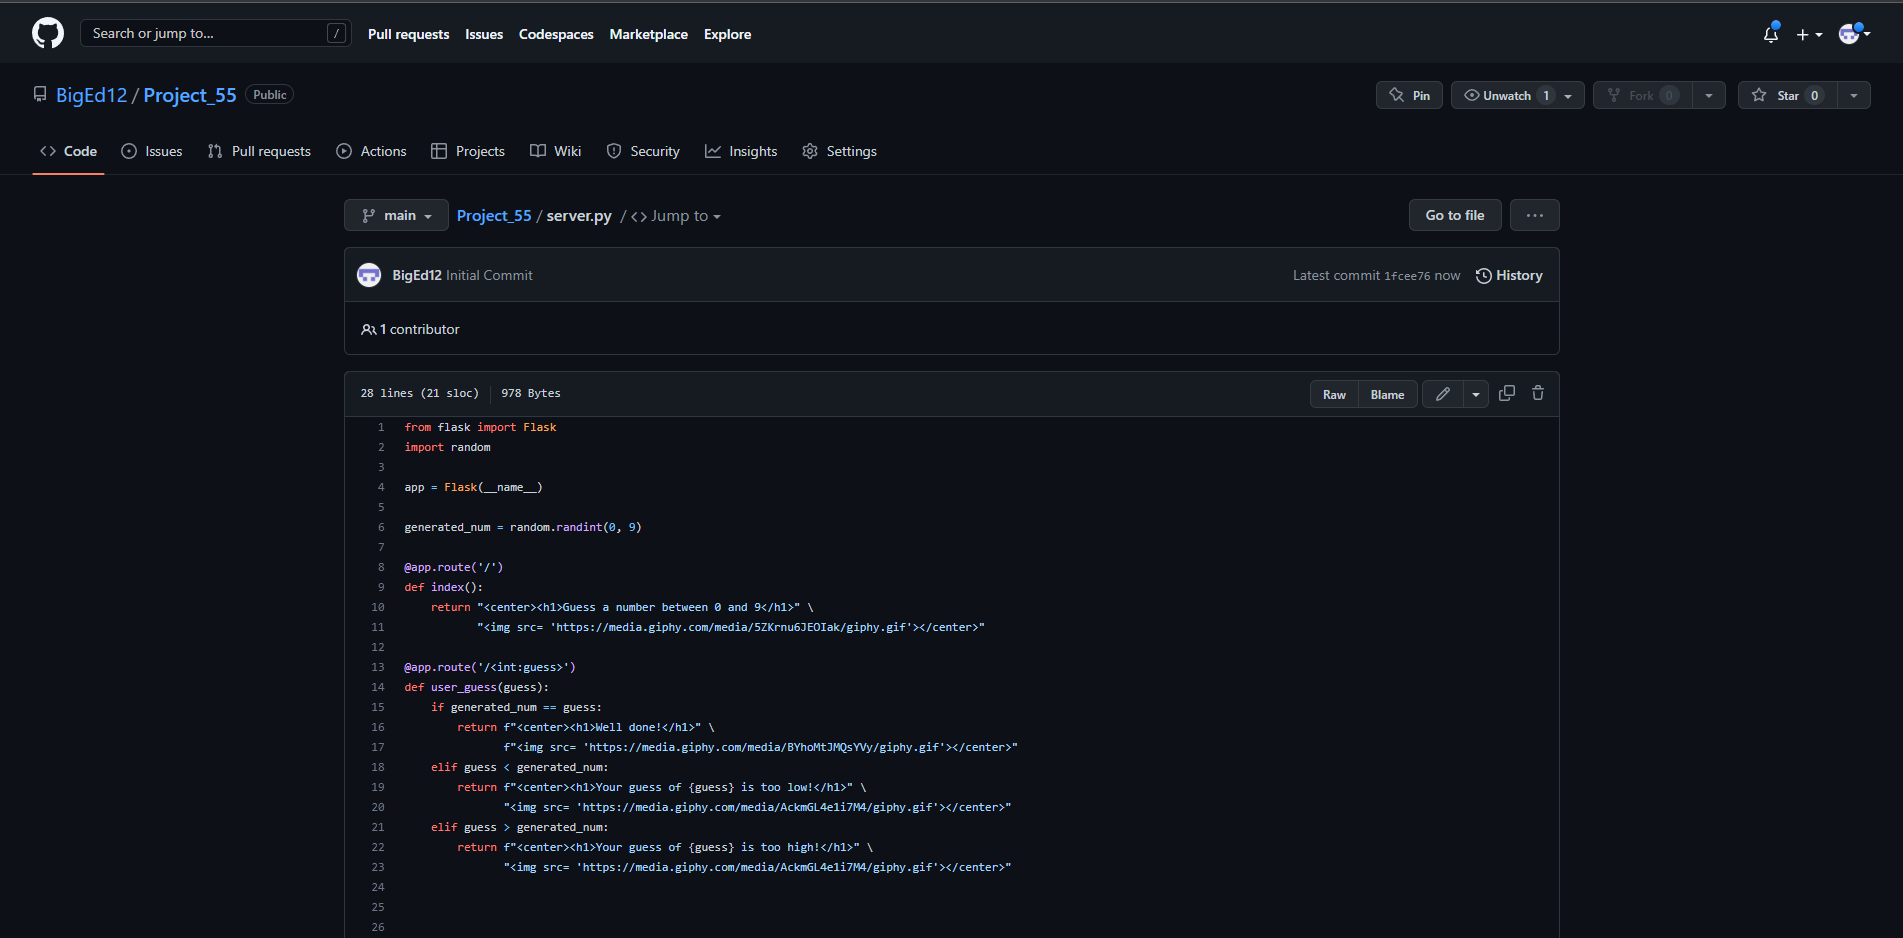 Search or jump to... /
Pull requests Issues Codespaces Marketplace Explore
BigEd12 / Project_55 Public
Pin Unwatch 1 Fork 0 Star 0
Code Issues Pull requests Actions Projects Wiki Security Insights Settings
main Project_55 / server.py / <> Jump to
Go to file ...
BigEd12 Initial Commit
Latest commit 1fcee76 now History
1 contributor
28 lines (21 sloc) 978 Bytes
Raw Blame
1 from flask import Flask
2 import random
3
4 app = Flask(__name__)
5
6 generated_num = random.randint(0, 9)
7
8 @app.route('/')
9 def index():
10     return "<center><h1>Guess a number between 0 and 9</h1>" \
11            "<img src= 'https://media.giphy.com/media/5ZKrnu6JEOIak/giphy.gif'></center>"
12
13 @app.route('/<int:guess>')
14 def user_guess(guess):
15     if generated_num == guess:
16         return f"<center><h1>Well done!</h1>" \
17                f"<img src= 'https://media.giphy.com/media/BYhoMtJMQsYVy/giphy.gif'></center>"
18     elif guess < generated_num:
19         return f"<center><h1>Your guess of {guess} is too low!</h1>" \
20                "<img src= 'https://media.giphy.com/media/AckmGL4e1i7M4/giphy.gif'></center>"
21     elif guess > generated_num:
22         return f"<center><h1>Your guess of {guess} is too high!</h1>" \
23                "<img src= 'https://media.giphy.com/media/AckmGL4e1i7M4/giphy.gif'></center>"
24
25
26